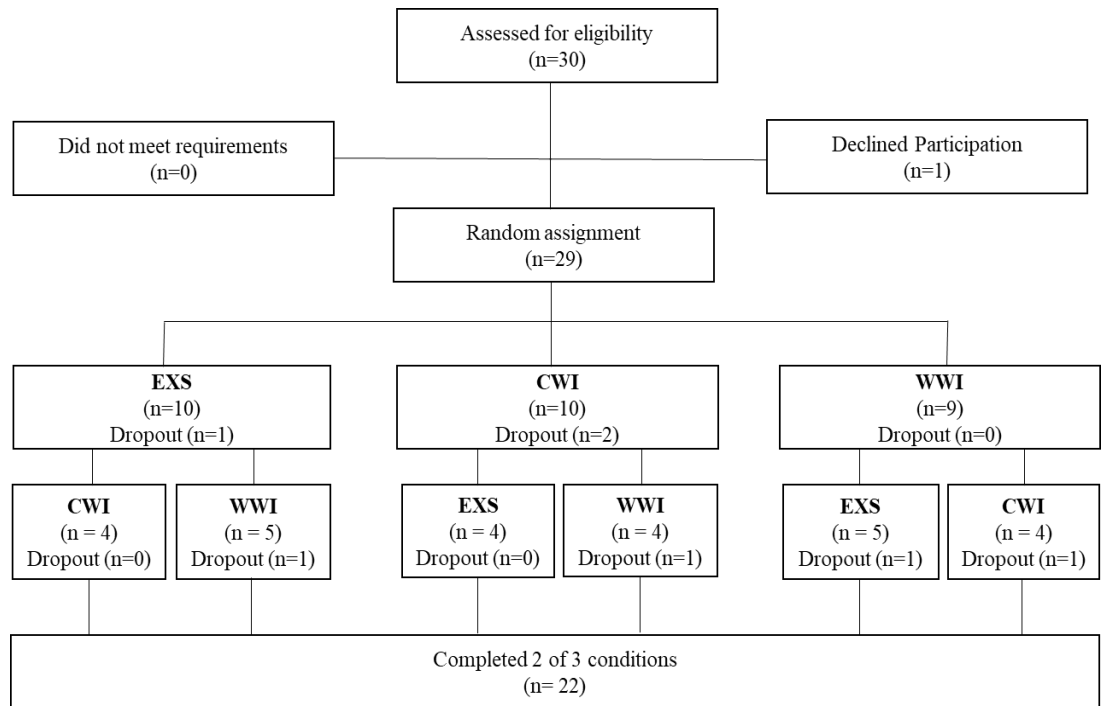 Assessed for eligibility
(n=30)
Did not meet requirements
(n=0)
Declined Participation
(n=1)
Random assignment
(n=29)
EXS
(n=10)
Dropout (n=1)
CWI
(n=10)
Dropout (n=2)
WWI
(n=9)
Dropout (n=0)
CWI
(n = 4)
Dropout (n=0)
WWI
(n = 5)
Dropout (n=1)
EXS
(n = 4)
Dropout (n=0)
WWI
(n = 4)
Dropout (n=1)
EXS
(n = 5)
Dropout (n=1)
CWI
(n = 4)
Dropout (n=1)
Completed 2 of 3 conditions
(n= 22)